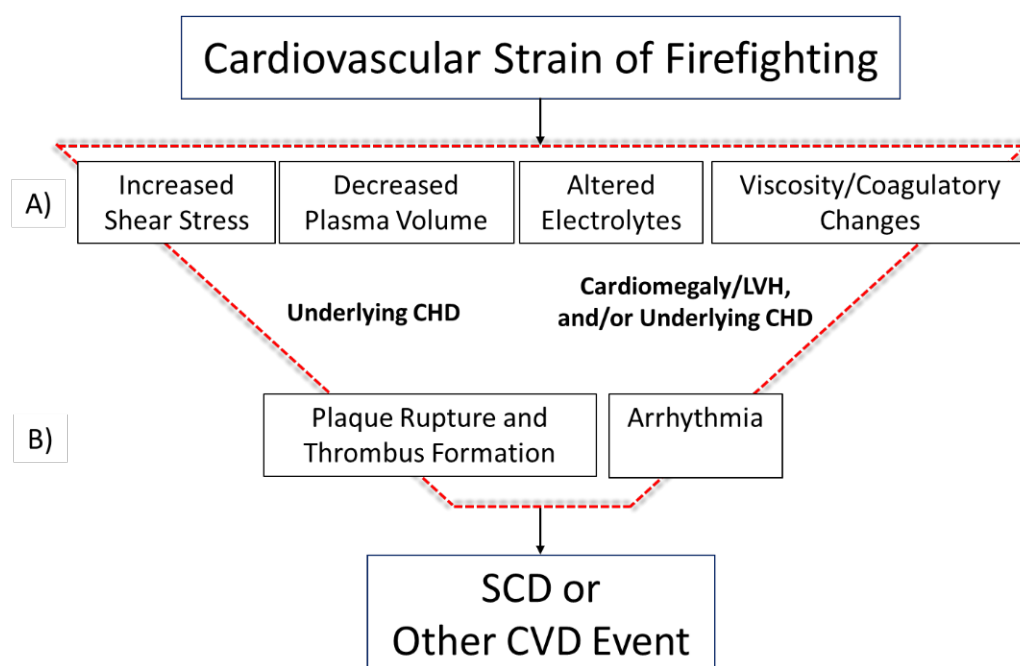 Cardiovascular Strain of Firefighting
A)
Increased
Shear Stress
Decreased
Plasma Volume
Altered
Electrolytes
Viscosity/Coagulatory
Changes
Underlying CHD
Cardiomegaly/LVH,
and/or Underlying CHD
B)
Plaque Rupture and
Thrombus Formation
Arrhythmia
SCD or
Other CVD Event